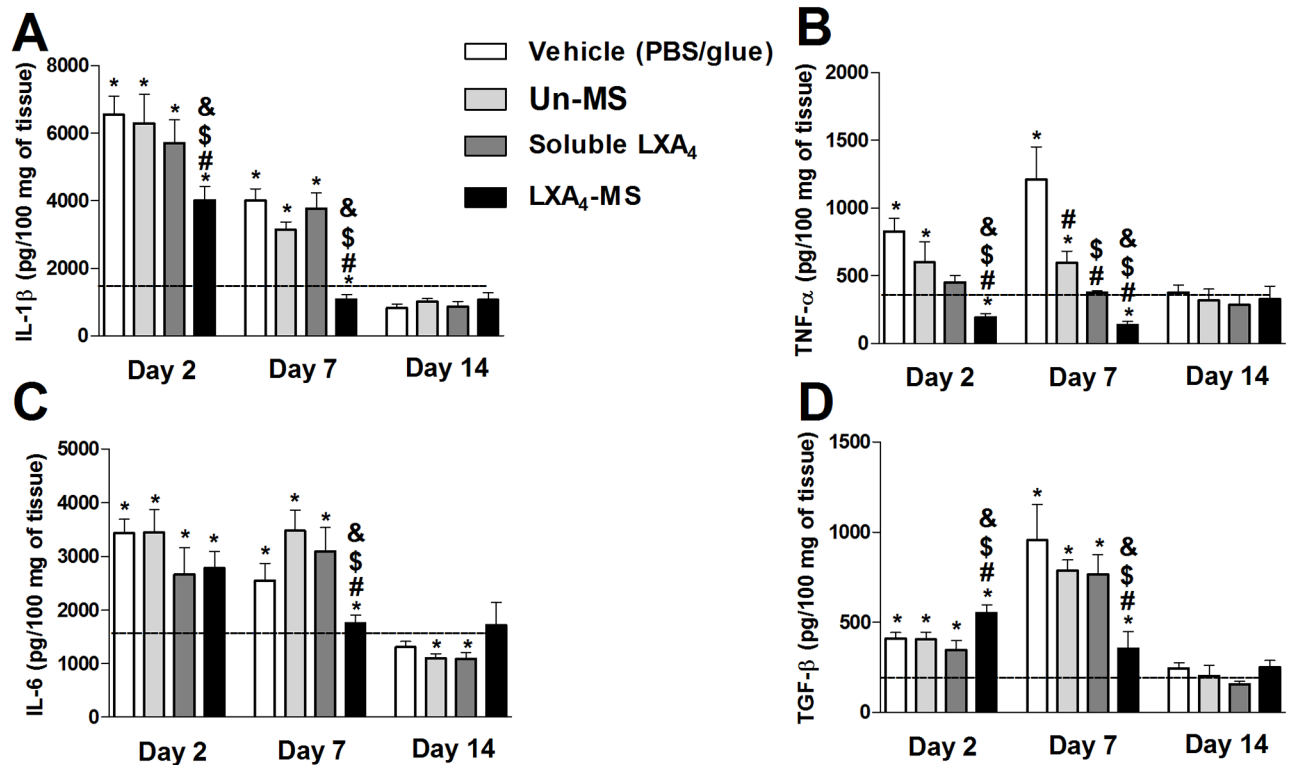 A
IL-1β (pg/100 mg of tissue)
8000
6000
4000
2000
0
* * * & $ # *
* * * & $ # *
Day 2 Day 7 Day 14
Vehicle (PBS/glue)
Un-MS
Soluble LXA4
LXA4-MS
B
TNF-α (pg/100 mg of tissue)
2000
1500
1000
500
0
* * & $ # *
* # * $ # & $ # *
Day 2 Day 7 Day 14
C
IL-6 (pg/100 mg of tissue)
5000
4000
3000
2000
1000
0
* * * *
* * * & $ # *
* *
Day 2 Day 7 Day 14
D
TGF-β (pg/100 mg of tissue)
1500
1000
500
0
* * * & $ # *
* * * & $ # *
Day 2 Day 7 Day 14